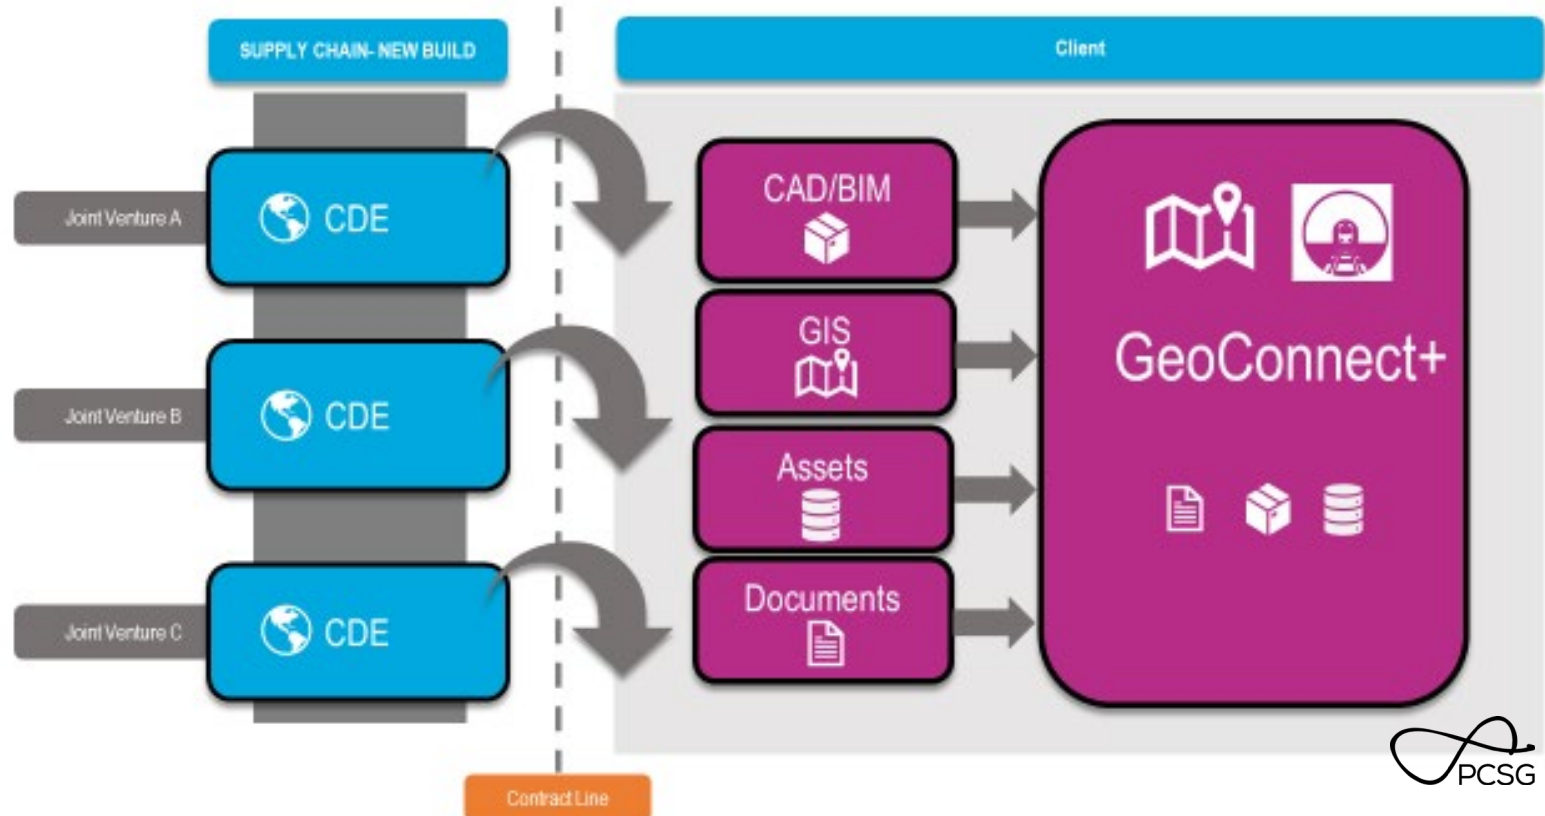 SUPPLY CHAIN- NEW BUILD
Client
Joint Venture A
CDE
CAD/BIM
GIS
GeoConnect+
Joint Venture B
CDE
Assets
Joint Venture C
CDE
Documents
Contract Line
PCSG